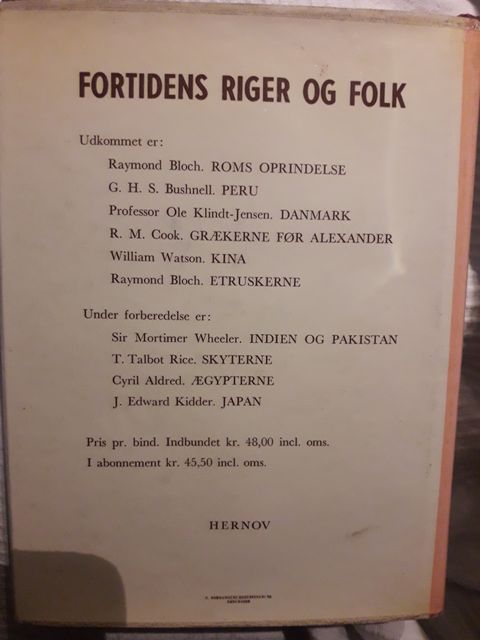 FORTIDENS RIGER OG FOLK
Udkommet er:
Raymond Bloch. ROMS OPRINDELSE
G. H. S. Bushnell. PERU
Professor Ole Klindt-Jensen. DANMARK
R. M. Cook. GRÆKERNE FØR ALEXANDER
William Watson. KINA
Raymond Bloch. ETRUSKERNE
Under forberedelse er:
Sir Mortimer Wheeler. INDIEN OG PAKISTAN
T. Talbot Rice. SKYTERNE
Cyril Aldred. ÆGYPTERNE
J. Edward Kidder. JAPAN
Pris pr. bind. Indbundet kr. 48,00 incl. oms.
I abonnement kr. 45,50 incl. oms.
HERNOV